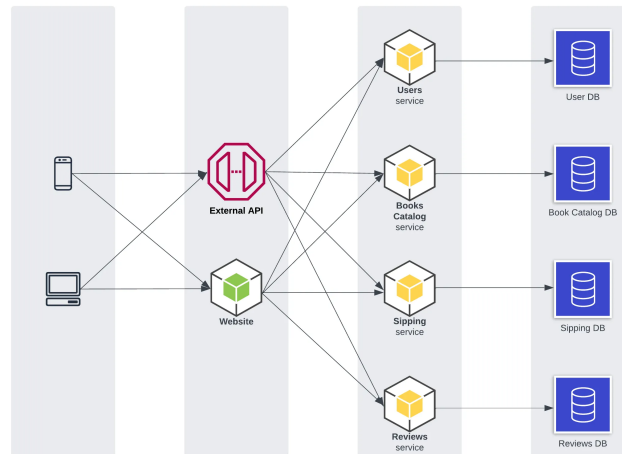 Users
service
User DB
External API
Books
Catalog
service
Book Catalog DB
Website
Sipping
service
Sipping DB
Reviews
service
Reviews DB